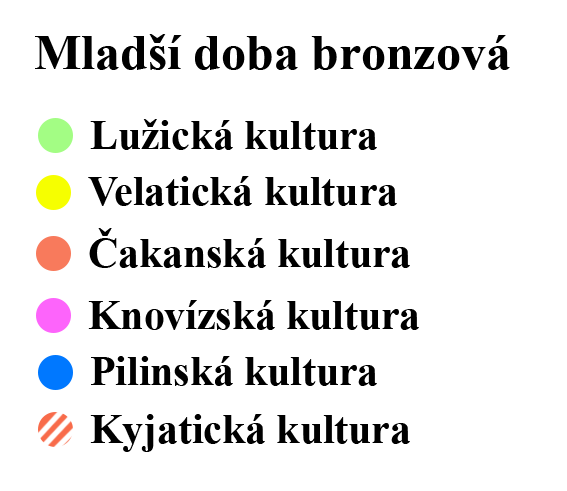 Mladší doba bronzová
Lužická kultura
Velatická kultura
Čakanská kultura
Knovízská kultura
Pilinská kultura
Kyjatická kultura